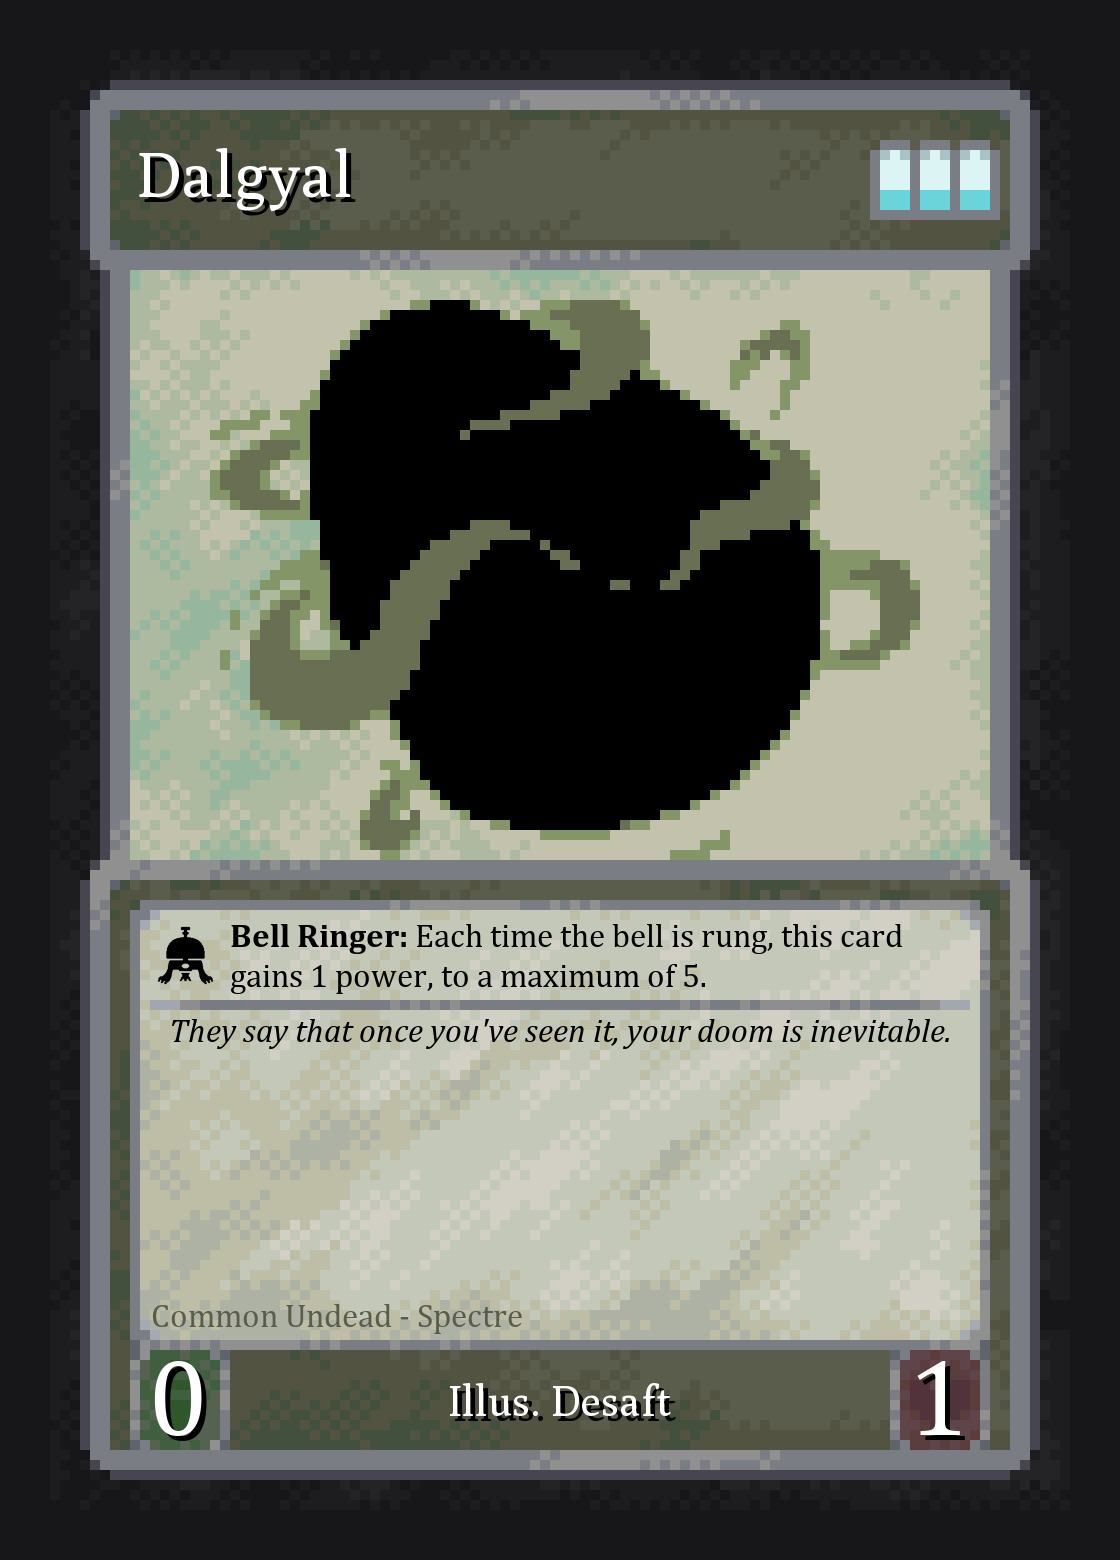 Dalgyal
Bell Ringer: Each time the bell is rung, this card
gains 1 power, to a maximum of 5.
They say that once you've seen it, your doom is inevitable.
Common Undead - Spectre
0
Illus. Desaft
1